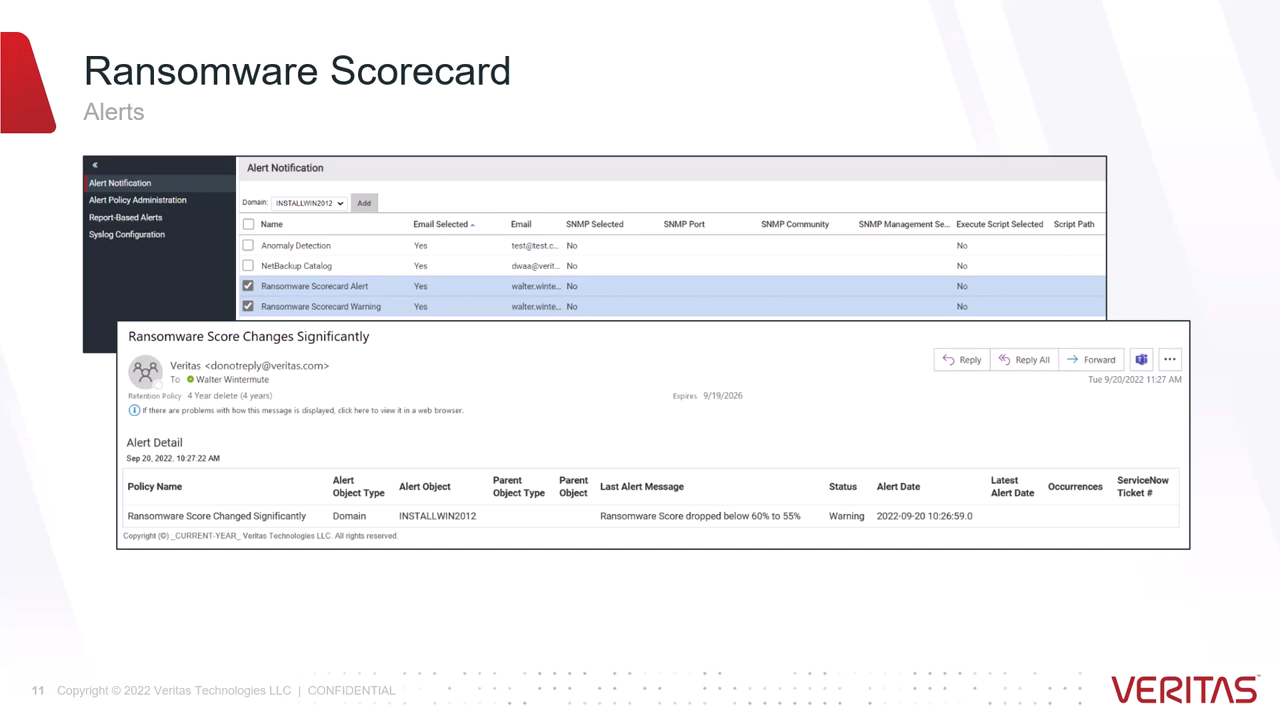 Ransomware Scorecard
Alerts
«
Alert Notification
Alert Policy Administration
Report-Based Alerts
Syslog Configuration
Alert Notification
Domain: INSTALLWIN2012 Add
Name Email Selected Email SNMP Selected SNMP Port SNMP Community SNMP Management Se... Execute Script Selected Script Path
Anomaly Detection Yes test@test.c... No No
NetBackup Catalog Yes dwaa@verit... No No
Ransomware Scorecard Alert Yes walter.winte... No No
Ransomware Scorecard Warning Yes walter.winte... No No
Ransomware Score Changes Significantly
Veritas <donotreply@veritas.com>
To Walter Wintermute
Reply Reply All Forward ...
Tue 9/20/2022 11:27 AM
Retention Policy 4 Year delete (4 years) Expires 9/19/2026
If there are problems with how this message is displayed, click here to view it in a web browser.
Alert Detail
Sep 20, 2022, 10:27:22 AM
Policy Name Alert Object Type Alert Object Parent Object Type Parent Object Last Alert Message Status Alert Date Latest Alert Date Occurrences ServiceNow Ticket #
Ransomware Score Changed Significantly Domain INSTALLWIN2012 Ransomware Score dropped below 60% to 55% Warning 2022-09-20 10:26:59.0
Copyright (©) _CURRENT-YEAR_ Veritas Technologies LLC. All rights reserved.
11 Copyright © 2022 Veritas Technologies LLC | CONFIDENTIAL
VERITAS™